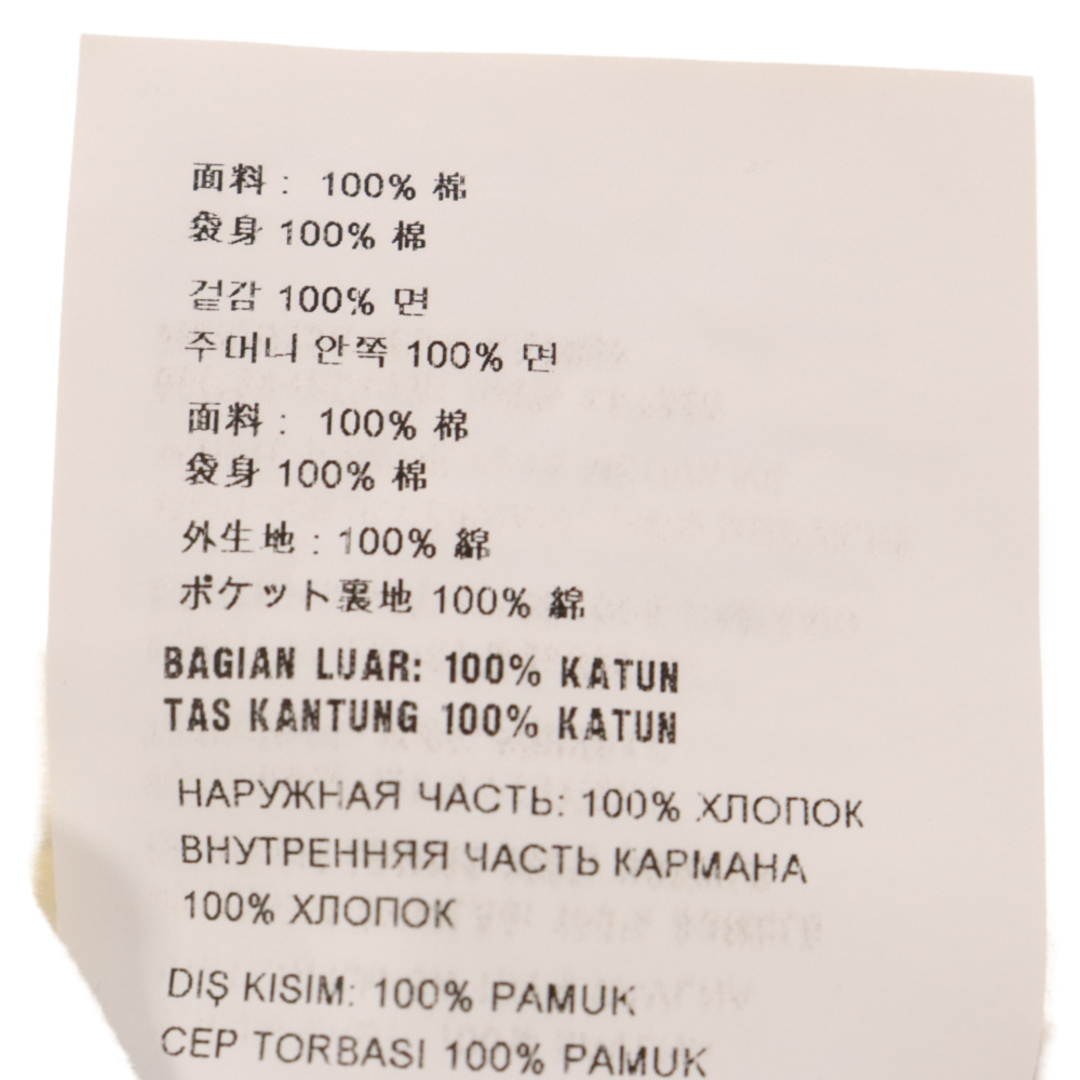 面料： 100% 棉
袋身 100% 棉
겉감 100% 면
주머니 안쪽 100% 면
面料： 100% 棉
袋身 100% 棉
外生地：100% 綿
ポケット裏地 100% 綿
BAGIAN LUAR: 100% KATUN
TAS KANTUNG 100% KATUN
НАРУЖНАЯ ЧАСТЬ: 100% ХЛОПОК
ВНУТРЕННЯЯ ЧАСТЬ КАРМАНА
100% ХЛОПОК
DIŞ KISIM: 100% PAMUK
CEP TORBASI 100% PAMUK